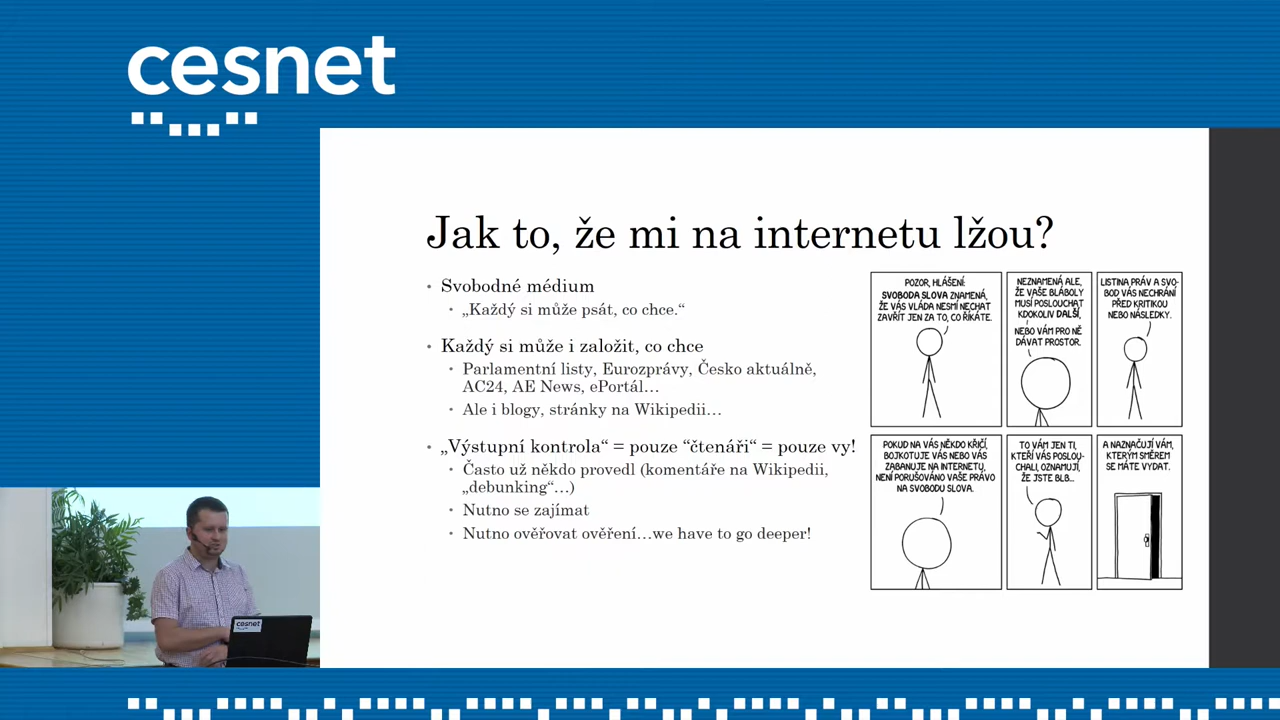 cesnet
Jak to, že mi na internetu lžou?
• Svobodné médium
• „Každý si může psát, co chce.“
• Každý si může i založit, co chce
• Parlamentní listy, Eurozprávy, Česko aktuálně,
AC24, AE News, ePortál…
• Ale i blogy, stránky na Wikipedii…
• „Výstupní kontrola“ = pouze “čtenáři“ = pouze vy!
• Často už někdo provedl (komentáře na Wikipedii,
„debunking“…)
• Nutno se zajímat
• Nutno ověřovat ověření…we have to go deeper!
POZOR, HLÁŠENÍ:
SVOBODA SLOVA ZNAMENÁ,
ŽE VÁS VLÁDA NESMÍ NECHAT
ZAVŘÍT JEN ZA TO, CO ŘÍKÁTE.
NEZNAMENÁ ALE,
ŽE VAŠE BLÁBOLY
MUSÍ POSLOUCHAT
KDOKOLIV DALŠÍ,
NEBO VÁM PRO NĚ
DÁVAT PROSTOR.
LISTINA PRÁV A SVO-
BOD VÁS NECHRÁNÍ
PŘED KRITIKOU
NEBO NÁSLEDKY.
POKUD NA VÁS NĚKDO KŘIČÍ,
BOJKOTUJE VÁS NEBO VÁS
ZABANUJE NA INTERNETU,
NENÍ PORUŠOVÁNO VAŠE PRÁVO
NA SVOBODU SLOVA.
TO VÁM JEN TI,
KTEŘÍ VÁS POSLOU-
CHALI, OZNAMUJÍ,
ŽE JSTE BLB...
A NAZNAČUJÍ VÁM,
KTERÝM SMĚREM
SE MÁTE VYDAT.
cesnet